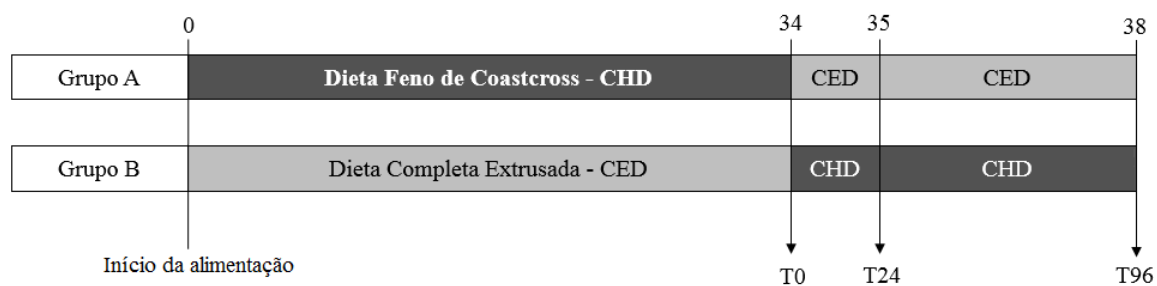 0 34 35 38
Grupo A Dieta Feno de Coastcross - CHD CED CED
Grupo B Dieta Completa Extrusada - CED CHD CHD
Início da alimentação T0 T24 T96